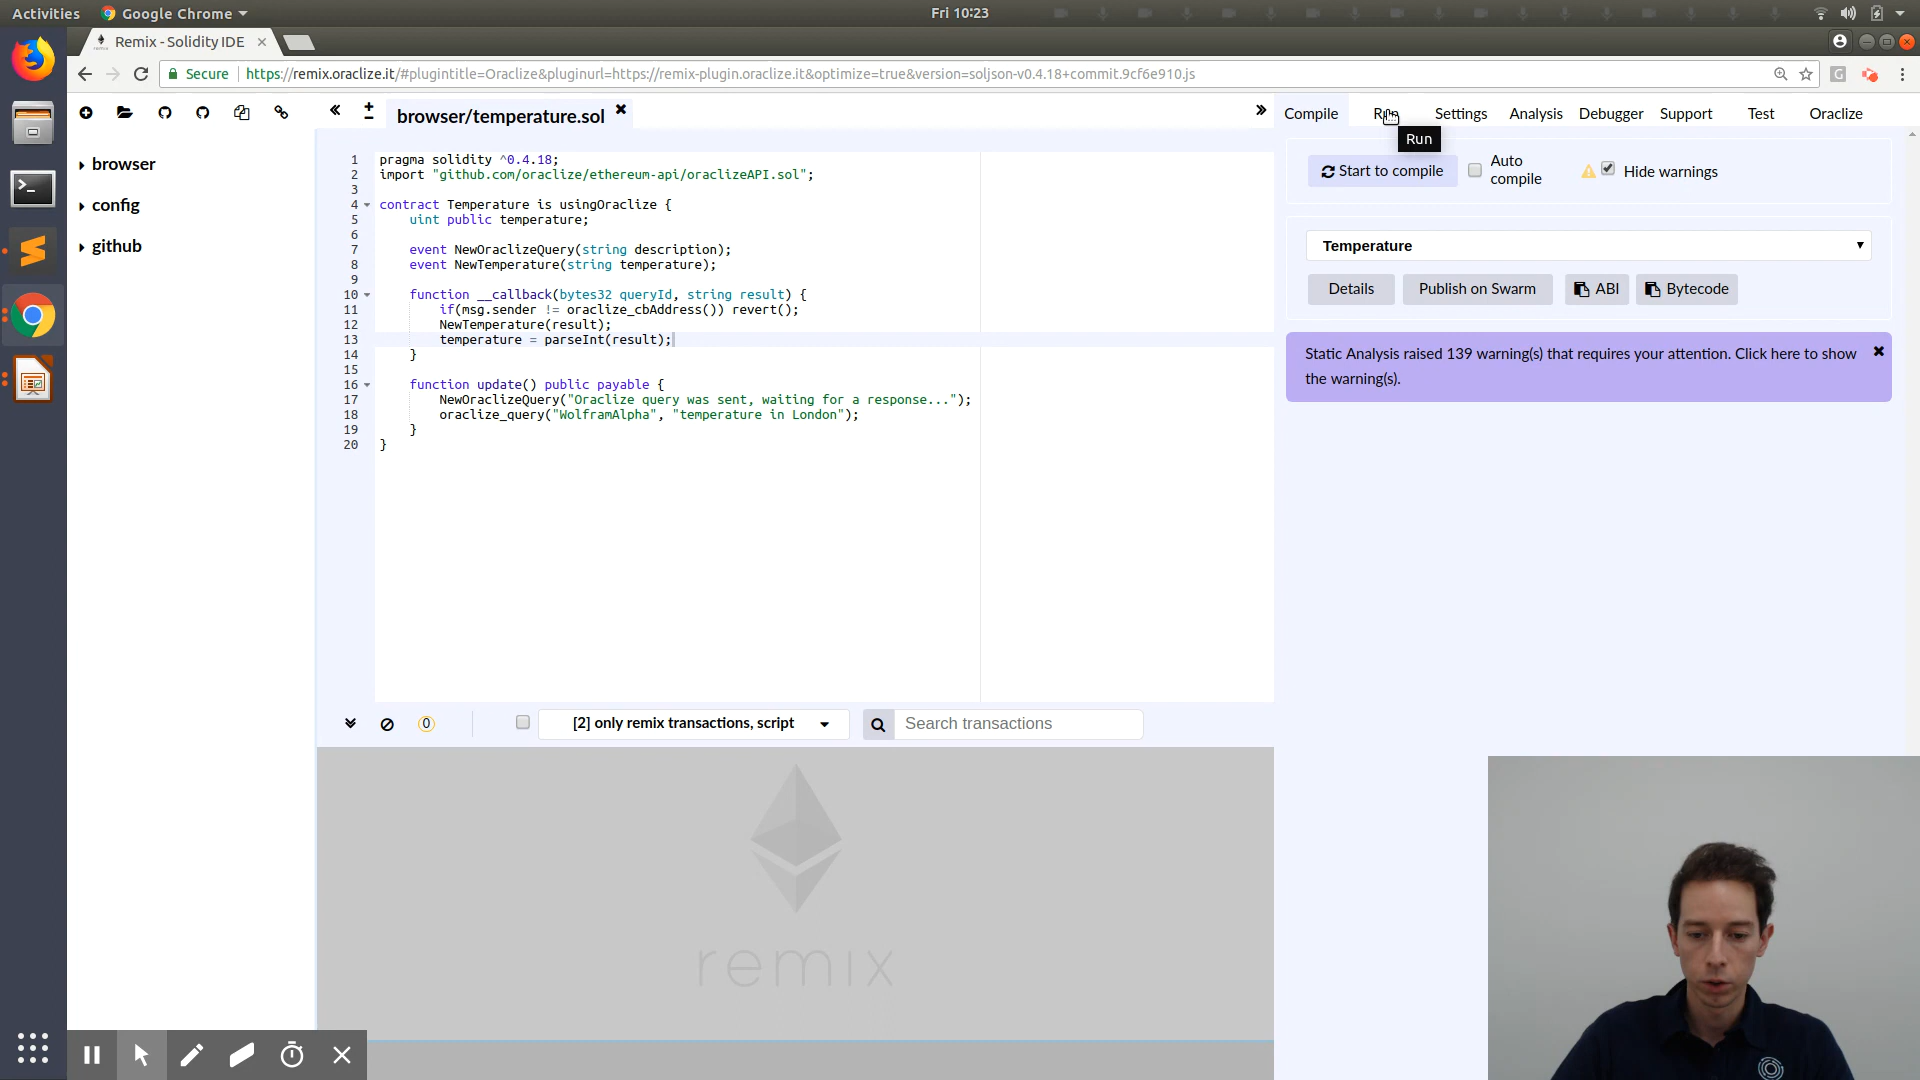 Activities Google Chrome Fri 10:23
Remix - Solidity IDE
Secure https://remix.oraclize.it/#plugintitle=Oraclize&pluginurl=https://remix-plugin.oraclize.it&optimize=true&version=soljson-v0.4.18+commit.9cf6e910.js
browser/temperature.sol
Compile Run Settings Analysis Debugger Support Test Oraclize
Run
browser
config
github
1 pragma solidity ^0.4.18;
2 import "github.com/oraclize/ethereum-api/oraclizeAPI.sol";
3
4 contract Temperature is usingOraclize {
5 uint public temperature;
6
7 event NewOraclizeQuery(string description);
8 event NewTemperature(string temperature);
9
10 function __callback(bytes32 queryId, string result) {
11 if(msg.sender != oraclize_cbAddress()) revert();
12 NewTemperature(result);
13 temperature = parseInt(result);
14 }
15
16 function update() public payable {
17 NewOraclizeQuery("Oraclize query was sent, waiting for a response...");
18 oraclize_query("WolframAlpha", "temperature in London");
19 }
20 }
Start to compile
Auto
compile
Hide warnings
Temperature
Details Publish on Swarm ABI Bytecode
Static Analysis raised 139 warning(s) that requires your attention. Click here to show
the warning(s).
0 [2] only remix transactions, script Search transactions
remix